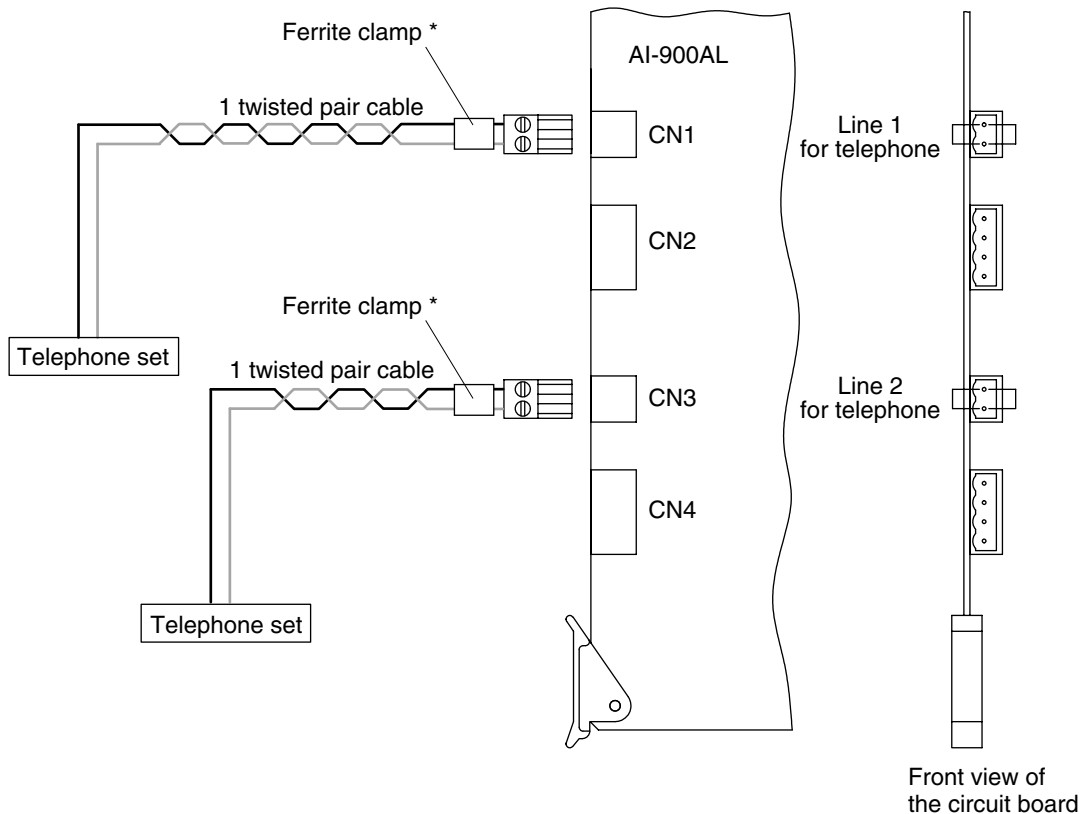 Ferrite clamp *
AI-900AL
1 twisted pair cable
CN1
Line 1
for telephone
CN2
Ferrite clamp *
Telephone set
1 twisted pair cable
CN3
Line 2
for telephone
CN4
Telephone set
Front view of
the circuit board